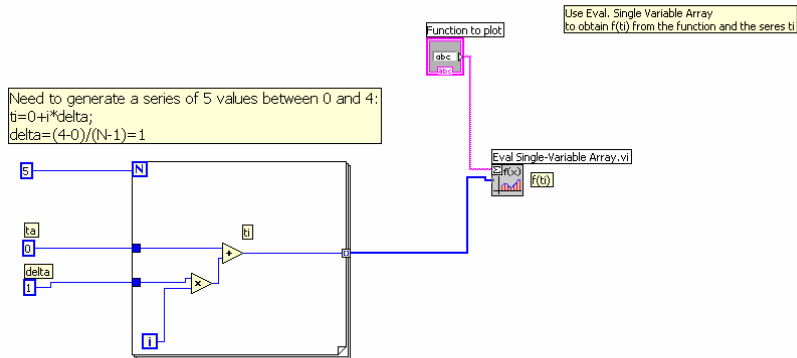 Use Eval. Single Variable Array
to obtain f(ti) from the function and the seres ti
Function to plot
abc
abc
Need to generate a series of 5 values between 0 and 4:
ti=0+i*delta;
delta=(4-0)/(N-1)=1
Eval Single-Variable Array.vi
Σ f(x)
f(ti)
5
N
ta
0
ti
+
delta
1
x
i